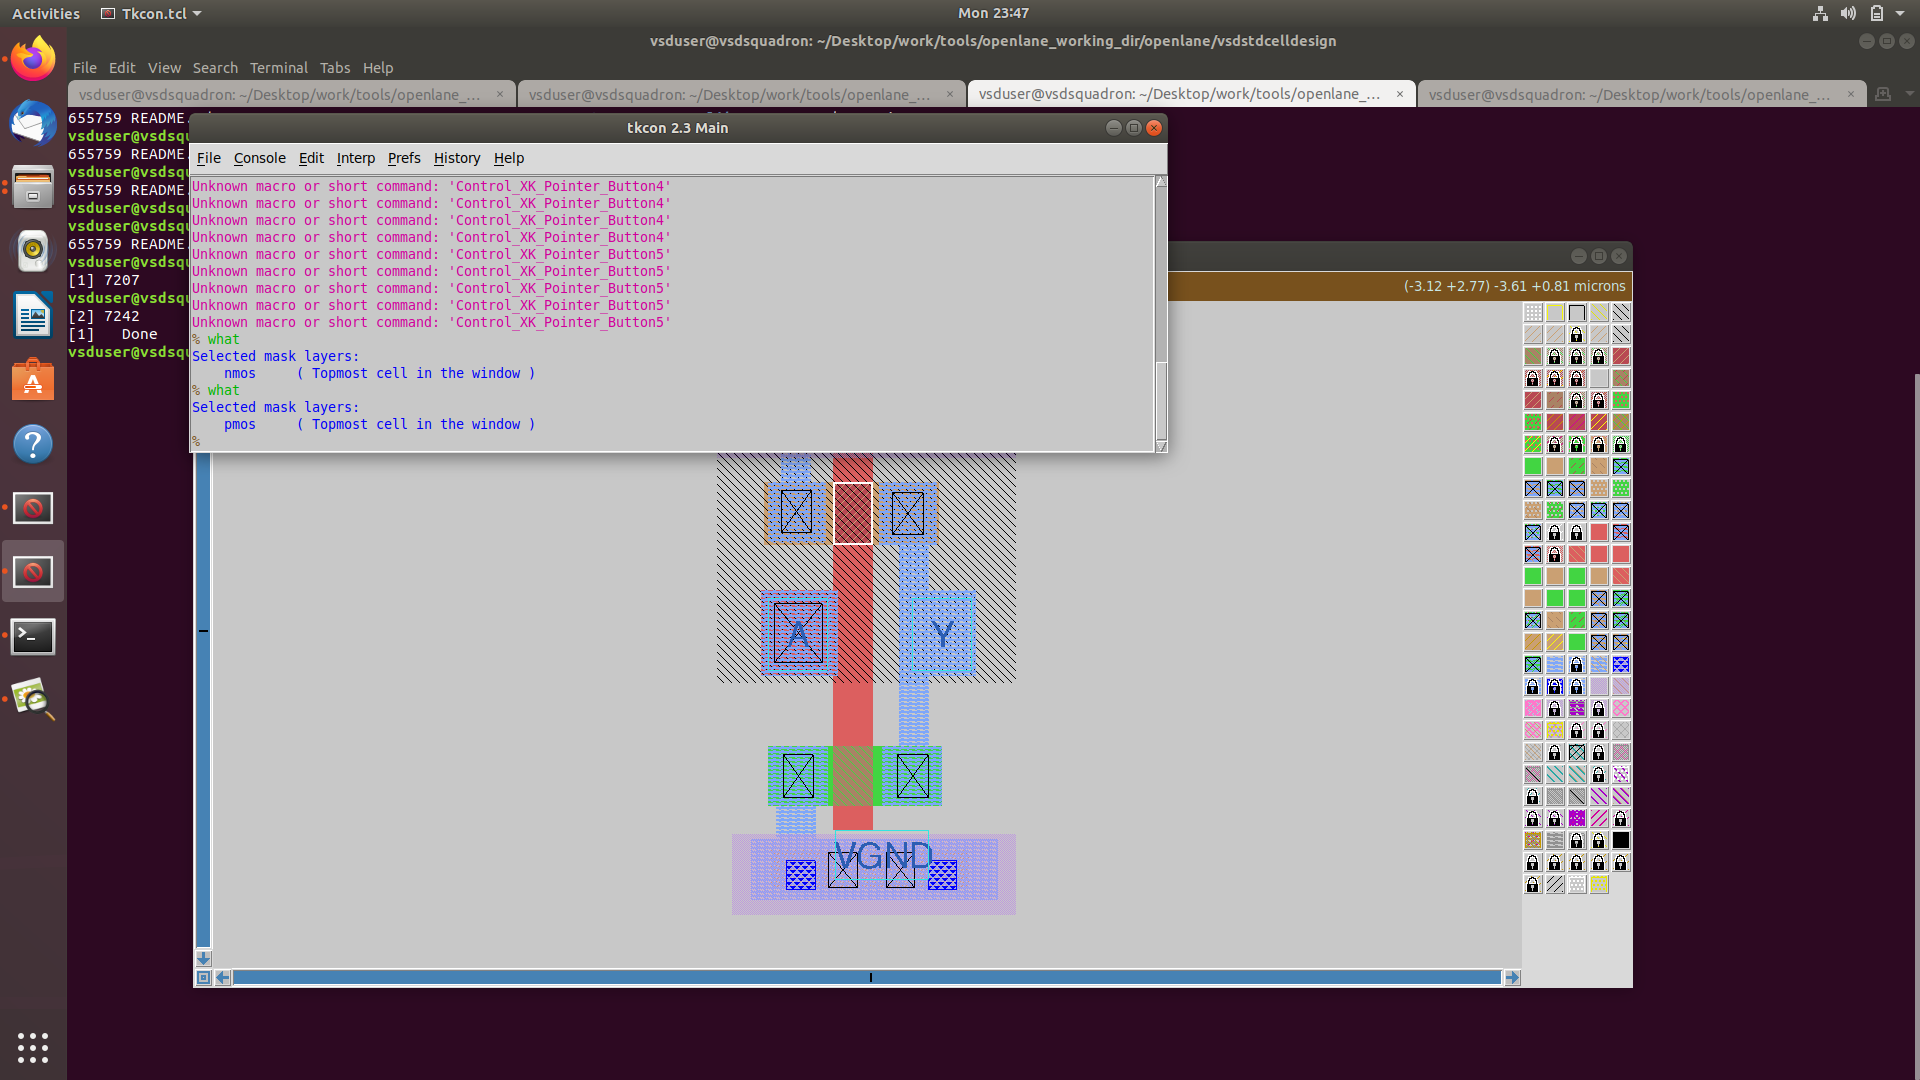 Activities
Tkcon.tcl
Mon 23:47
vsduser@vsdsquadron: ~/Desktop/work/tools/openlane_working_dir/openlane/vsdstdcelldesign
File Edit View Search Terminal Tabs Help
vsduser@vsdsquadron: ~/Desktop/work/tools/openlane_... ×
vsduser@vsdsquadron: ~/Desktop/work/tools/openlane_... ×
vsduser@vsdsquadron: ~/Desktop/work/tools/openlane_... ×
vsduser@vsdsquadron: ~/Desktop/work/tools/openlane_... ×
655759 README.
vsduser@vsdsqu
655759 README.
vsduser@vsdsqu
655759 README.
vsduser@vsdsqu
vsduser@vsdsqu
655759 README.
vsduser@vsdsqu
[1] 7207
vsduser@vsdsqu
[2] 7242
[1]   Done
vsduser@vsdsqu
tkcon 2.3 Main
File Console Edit Interp Prefs History Help
Unknown macro or short command: 'Control_XK_Pointer_Button4'
Unknown macro or short command: 'Control_XK_Pointer_Button4'
Unknown macro or short command: 'Control_XK_Pointer_Button4'
Unknown macro or short command: 'Control_XK_Pointer_Button4'
Unknown macro or short command: 'Control_XK_Pointer_Button5'
Unknown macro or short command: 'Control_XK_Pointer_Button5'
Unknown macro or short command: 'Control_XK_Pointer_Button5'
Unknown macro or short command: 'Control_XK_Pointer_Button5'
Unknown macro or short command: 'Control_XK_Pointer_Button5'
% what
Selected mask layers:
    nmos     ( Topmost cell in the window )
% what
Selected mask layers:
    pmos     ( Topmost cell in the window )
%
(-3.12 +2.77) -3.61 +0.81 microns
A
Y
VGND